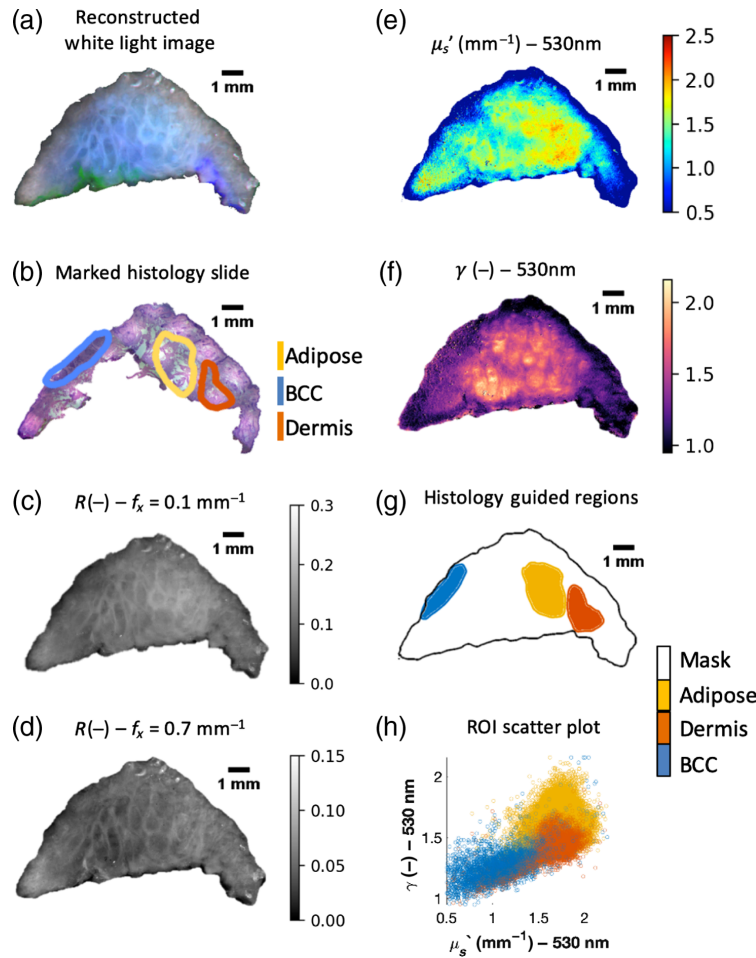 (a)
Reconstructed
white light image
1 mm
(e)
μs’ (mm−1) – 530nm
1 mm
2.5
2.0
1.5
1.0
0.5
(b)
Marked histology slide
1 mm
Adipose
BCC
Dermis
(f)
γ (–) – 530nm
1 mm
2.0
1.5
1.0
(c)
R(–) – fx = 0.1 mm−1
1 mm
0.3
0.2
0.1
0.0
(g)
Histology guided regions
1 mm
Mask
Adipose
Dermis
BCC
(d)
R(–) – fx = 0.7 mm−1
1 mm
0.15
0.10
0.05
0.00
(h)
ROI scatter plot
γ (–) – 530 nm
2
1.5
1
0.5
1
1.5
2
μs` (mm−1) – 530 nm